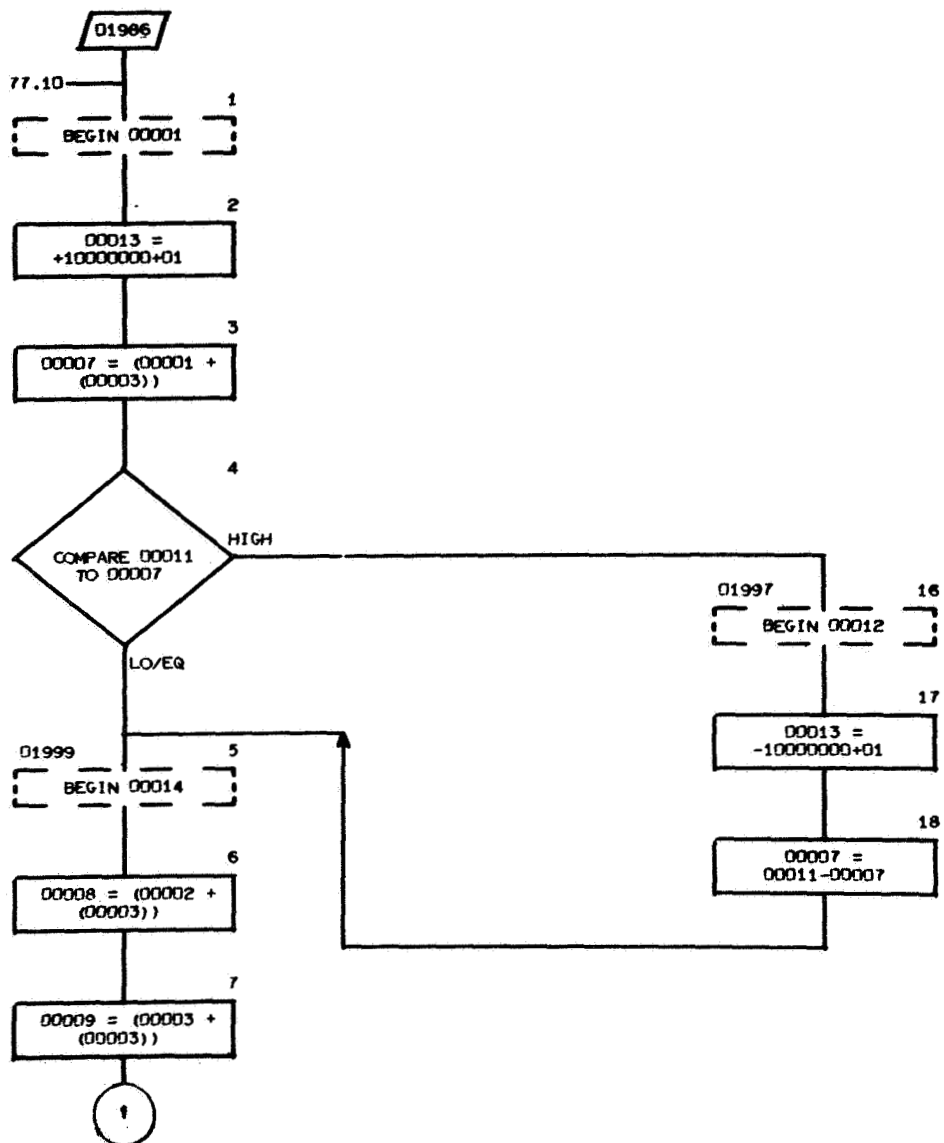 01986
77.10
1
BEGIN 00001
2
00013 =
+10000000+01
3
00007 = (00001 +
(00003))
4
COMPARE 00011
TO 00007
HIGH
LO/EQ
01999
5
BEGIN 00014
6
00008 = (00002 +
(00003))
7
00009 = (00003 +
(00003))
1
01997
16
BEGIN 00012
17
00013 =
-10000000+01
18
00007 =
00011-00007